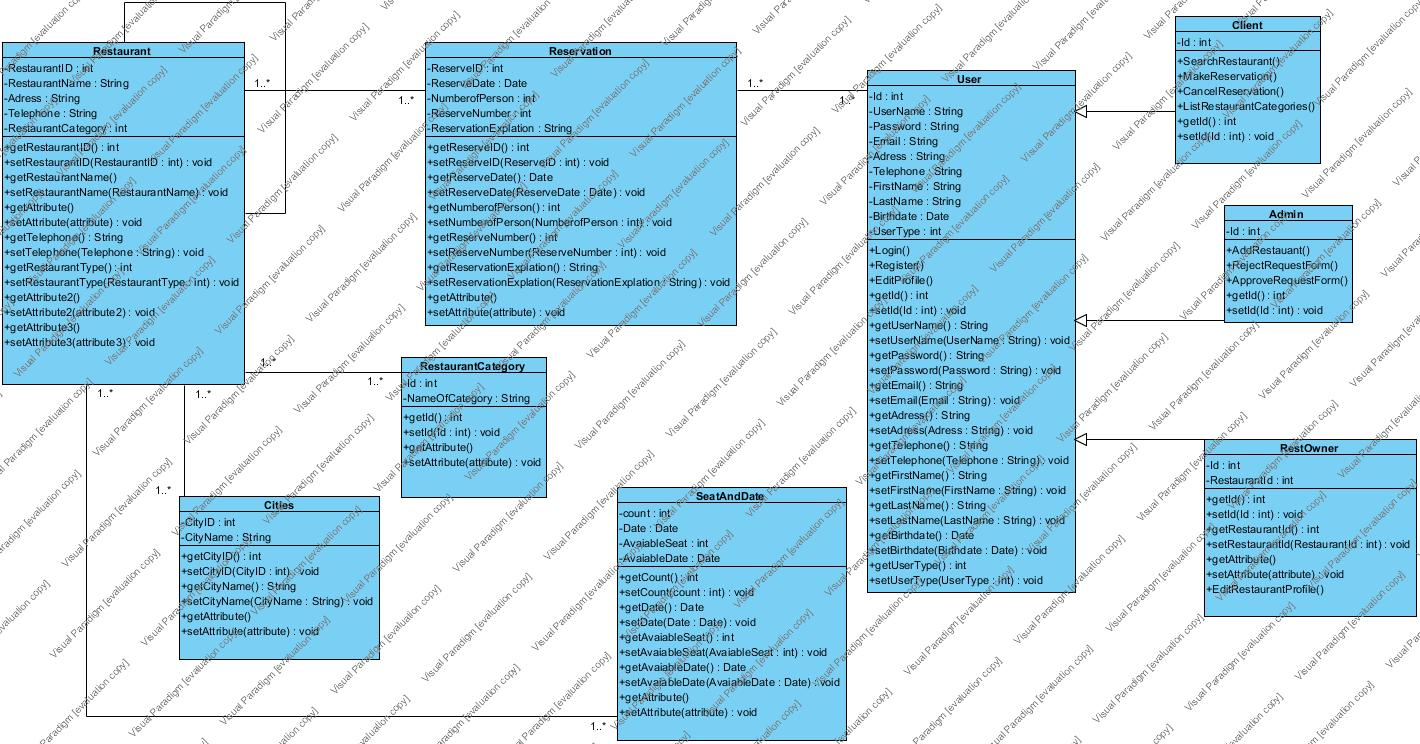 Restaurant
-RestaurantID : int
-RestaurantName : String
-Adress : String
-Telephone : String
-RestaurantCategory : int
+getRestaurantID() : int
+setRestaurantID(RestaurantID : int) : void
+getRestaurantName()
+setRestaurantName(RestaurantName) : void
+getAttribute()
+setAttribute(attribute) : void
+getTelephone() : String
+setTelephone(Telephone : String) : void
+getRestaurantType() : int
+setRestaurantType(RestaurantType : int) : void
+getAttribute2()
+setAttribute2(attribute2) : void
+getAttribute3()
+setAttribute3(attribute3) : void
1..*
1..*
Reservation
-ReserveID : int
-ReserveDate : Date
-NumberofPerson : int
-ReserveNumber : int
-ReservationExplation : String
+getReserveID() : int
+setReserveID(ReserveID : int) : void
+getReserveDate() : Date
+setReserveDate(ReserveDate : Date) : void
+getNumberofPerson() : int
+setNumberofPerson(NumberofPerson : int) : void
+getReserveNumber() : int
+setReserveNumber(ReserveNumber : int) : void
+getReservationExplation() : String
+setReservationExplation(ReservationExplation : String) : void
+getAttribute()
+setAttribute(attribute) : void
1..*
1..*
User
-Id : int
-UserName : String
-Password : String
-Email : String
-Adress : String
-Telephone : String
-FirstName : String
-LastName : String
-Birthdate : Date
-UserType : int
+Login()
+Register()
+EditProfile()
+getId() : int
+setId(Id : int) : void
+getUserName() : String
+setUserName(UserName : String) : void
+getPassword() : String
+setPassword(Password : String) : void
+getEmail() : String
+setEmail(Email : String) : void
+getAdress() : String
+setAdress(Adress : String) : void
+getTelephone() : String
+setTelephone(Telephone : String) : void
+getFirstName() : String
+setFirstName(FirstName : String) : void
+getLastName() : String
+setLastName(LastName : String) : void
+getBirthdate() : Date
+setBirthdate(Birthdate : Date) : void
+getUserType() : int
+setUserType(UserType : int) : void
Client
-Id : int
+SearchRestaurant()
+MakeReservation()
+CancelReservation()
+ListRestaurantCategories()
+getId() : int
+setId(Id : int) : void
Admin
-Id : int
+AddRestauant()
+RejectRequestForm()
+ApproveRequestForm()
+getId() : int
+setId(Id : int) : void
RestOwner
-Id : int
-RestaurantId : int
+getId() : int
+setId(Id : int) : void
+getRestaurantId() : int
+setRestaurantId(RestaurantId : int) : void
+getAttribute()
+setAttribute(attribute) : void
+EditRestaurantProfile()
1..*
1..*
RestaurantCategory
-Id : int
-NameOfCategory : String
+getId() : int
+setId(Id : int) : void
+getAttribute()
+setAttribute(attribute) : void
1..*
1..*
1..*
Cities
-CityID : int
-CityName : String
+getCityID() : int
+setCityID(CityID : int) : void
+getCityName() : String
+setCityName(CityName : String) : void
+getAttribute()
+setAttribute(attribute) : void
SeatAndDate
-count : int
-Date : Date
-AvaiableSeat : int
-AvaiableDate : Date
+getCount() : int
+setCount(count : int) : void
+getDate() : Date
+setDate(Date : Date) : void
+getAvaiableSeat() : int
+setAvaiableSeat(AvaiableSeat : int) : void
+getAvaiableDate() : Date
+setAvaiableDate(AvaiableDate : Date) : void
+getAttribute()
+setAttribute(attribute) : void
1..*
Visual Paradigm [evaluation copy]